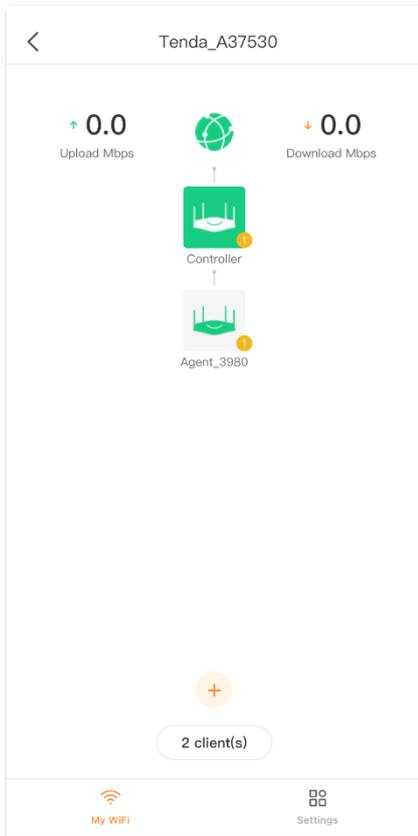 Tenda_A37530
0.0
Upload Mbps
0.0
Download Mbps
1
Controller
1
Agent_3980
+
2 client(s)
My WiFi
Settings